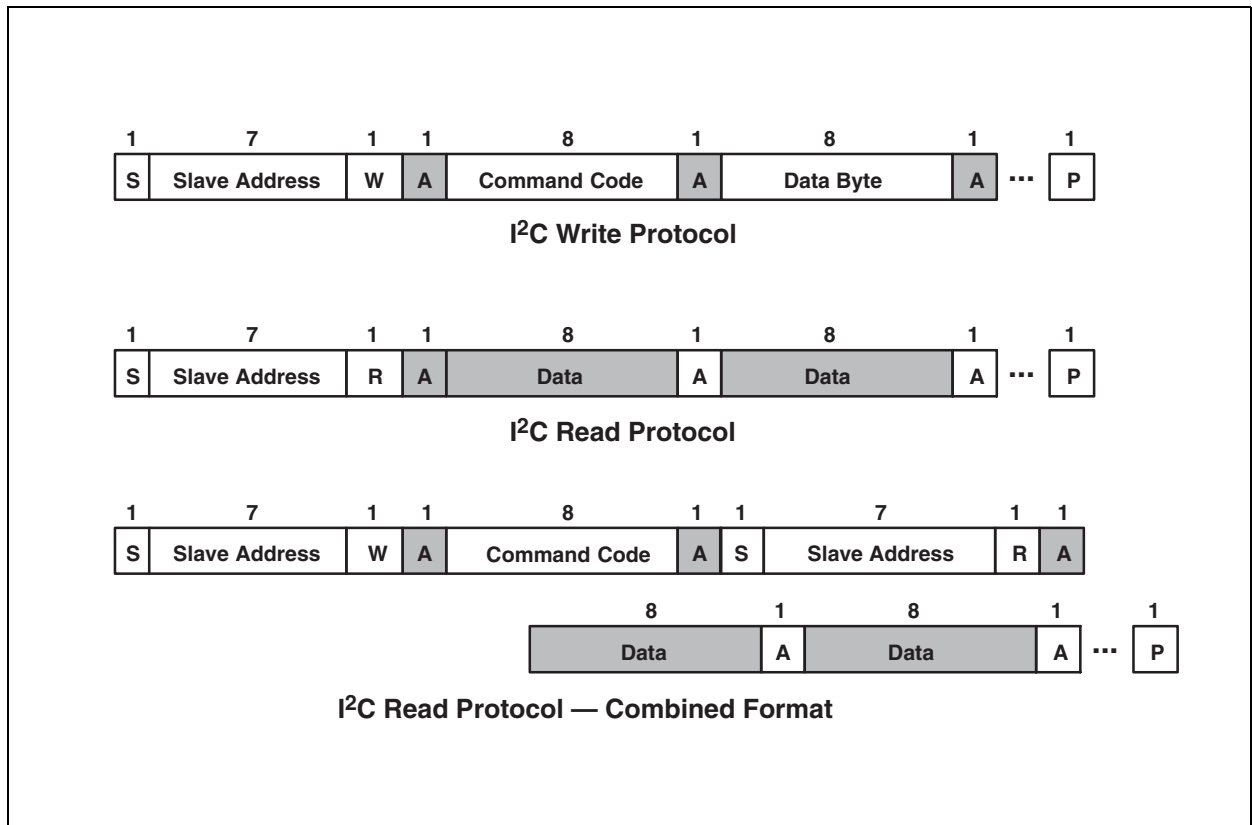 1 7 1 1 8 1 8 1 1
S Slave Address W A Command Code A Data Byte A ... P
I²C Write Protocol
1 7 1 1 8 1 8 1 1
S Slave Address R A Data A Data A ... P
I²C Read Protocol
1 7 1 1 8 1 1 7 1 1
S Slave Address W A Command Code A S Slave Address R A
8 1 8 1 1
Data A Data A ... P
I²C Read Protocol — Combined Format